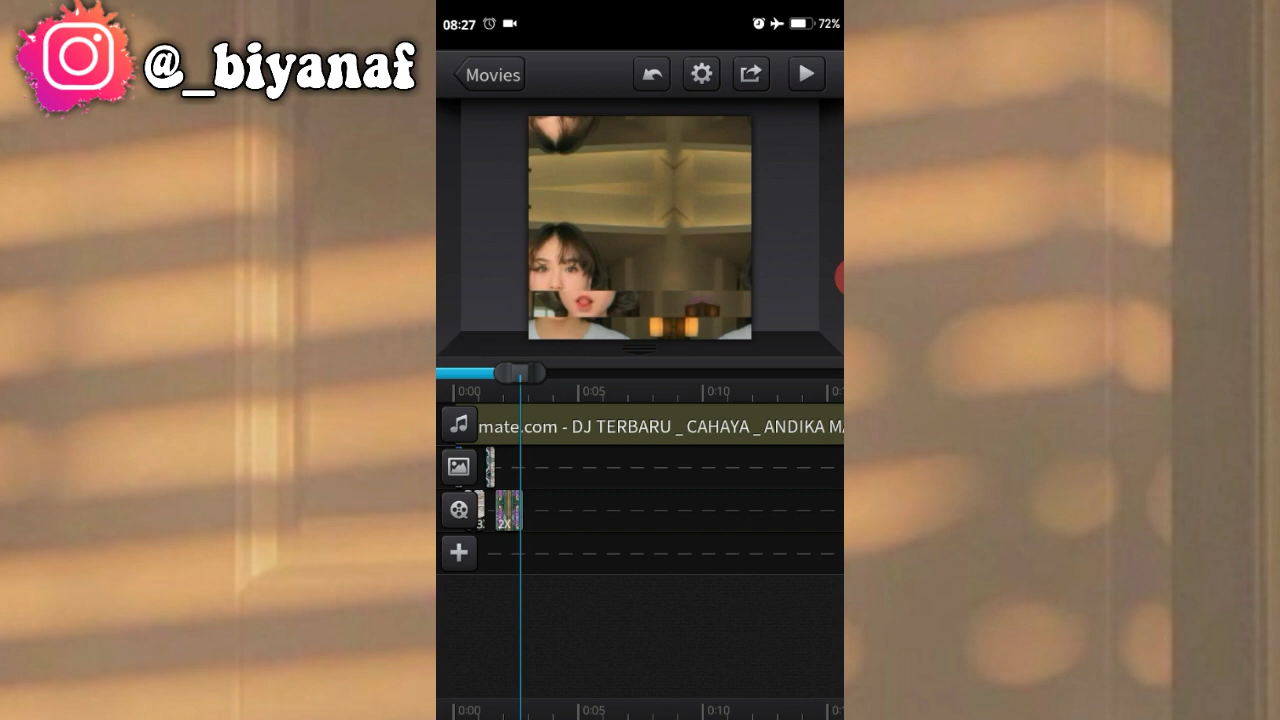 @_biyanaf
08:27
72%
Movies
0:00
0:05
0:10
mate.com - DJ TERBARU _ CAHAYA _ ANDIKA M
2X
0:00
0:05
0:10